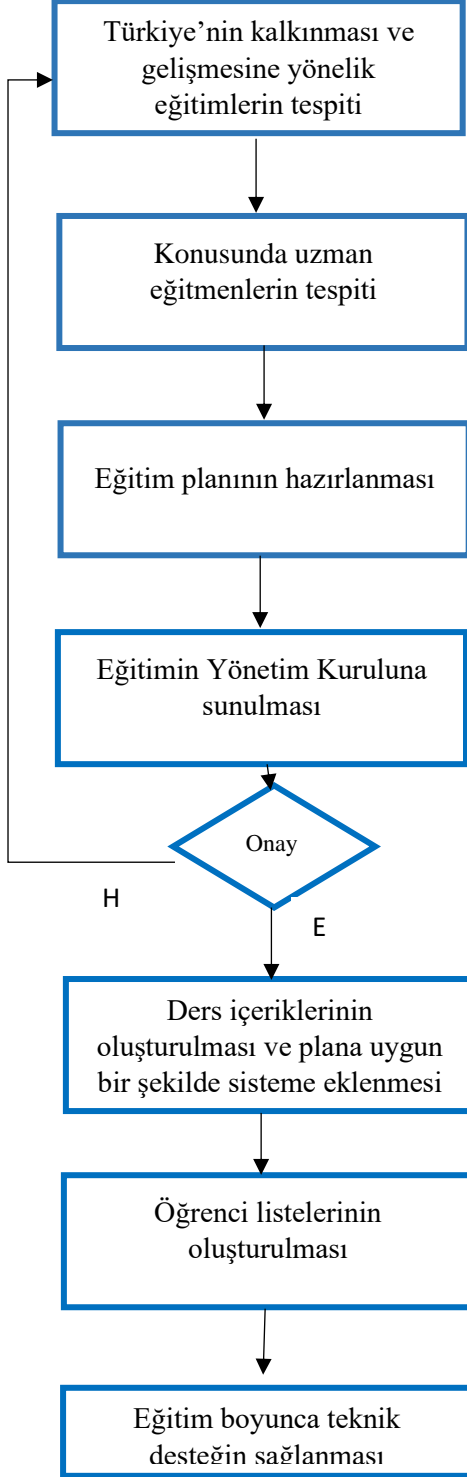 Türkiye’nin kalkınması ve
gelişmesine yönelik
eğitimlerin tespiti
Konusunda uzman
eğitmenlerin tespiti
Eğitim planının hazırlanması
Eğitimin Yönetim Kuruluna
sunulması
Onay
H
E
Ders içeriklerinin
oluşturulması ve plana uygun
bir şekilde sisteme eklenmesi
Öğrenci listelerinin
oluşturulması
Eğitim boyunca teknik
desteğin sağlanması